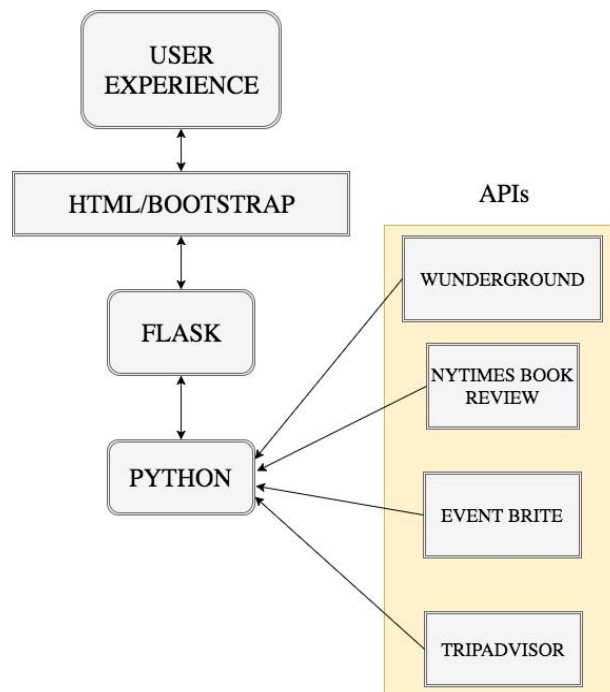 USER
EXPERIENCE
HTML/BOOTSTRAP
APIs
WUNDERGROUND
FLASK
NYTIMES BOOK
REVIEW
PYTHON
EVENT BRITE
TRIPADVISOR